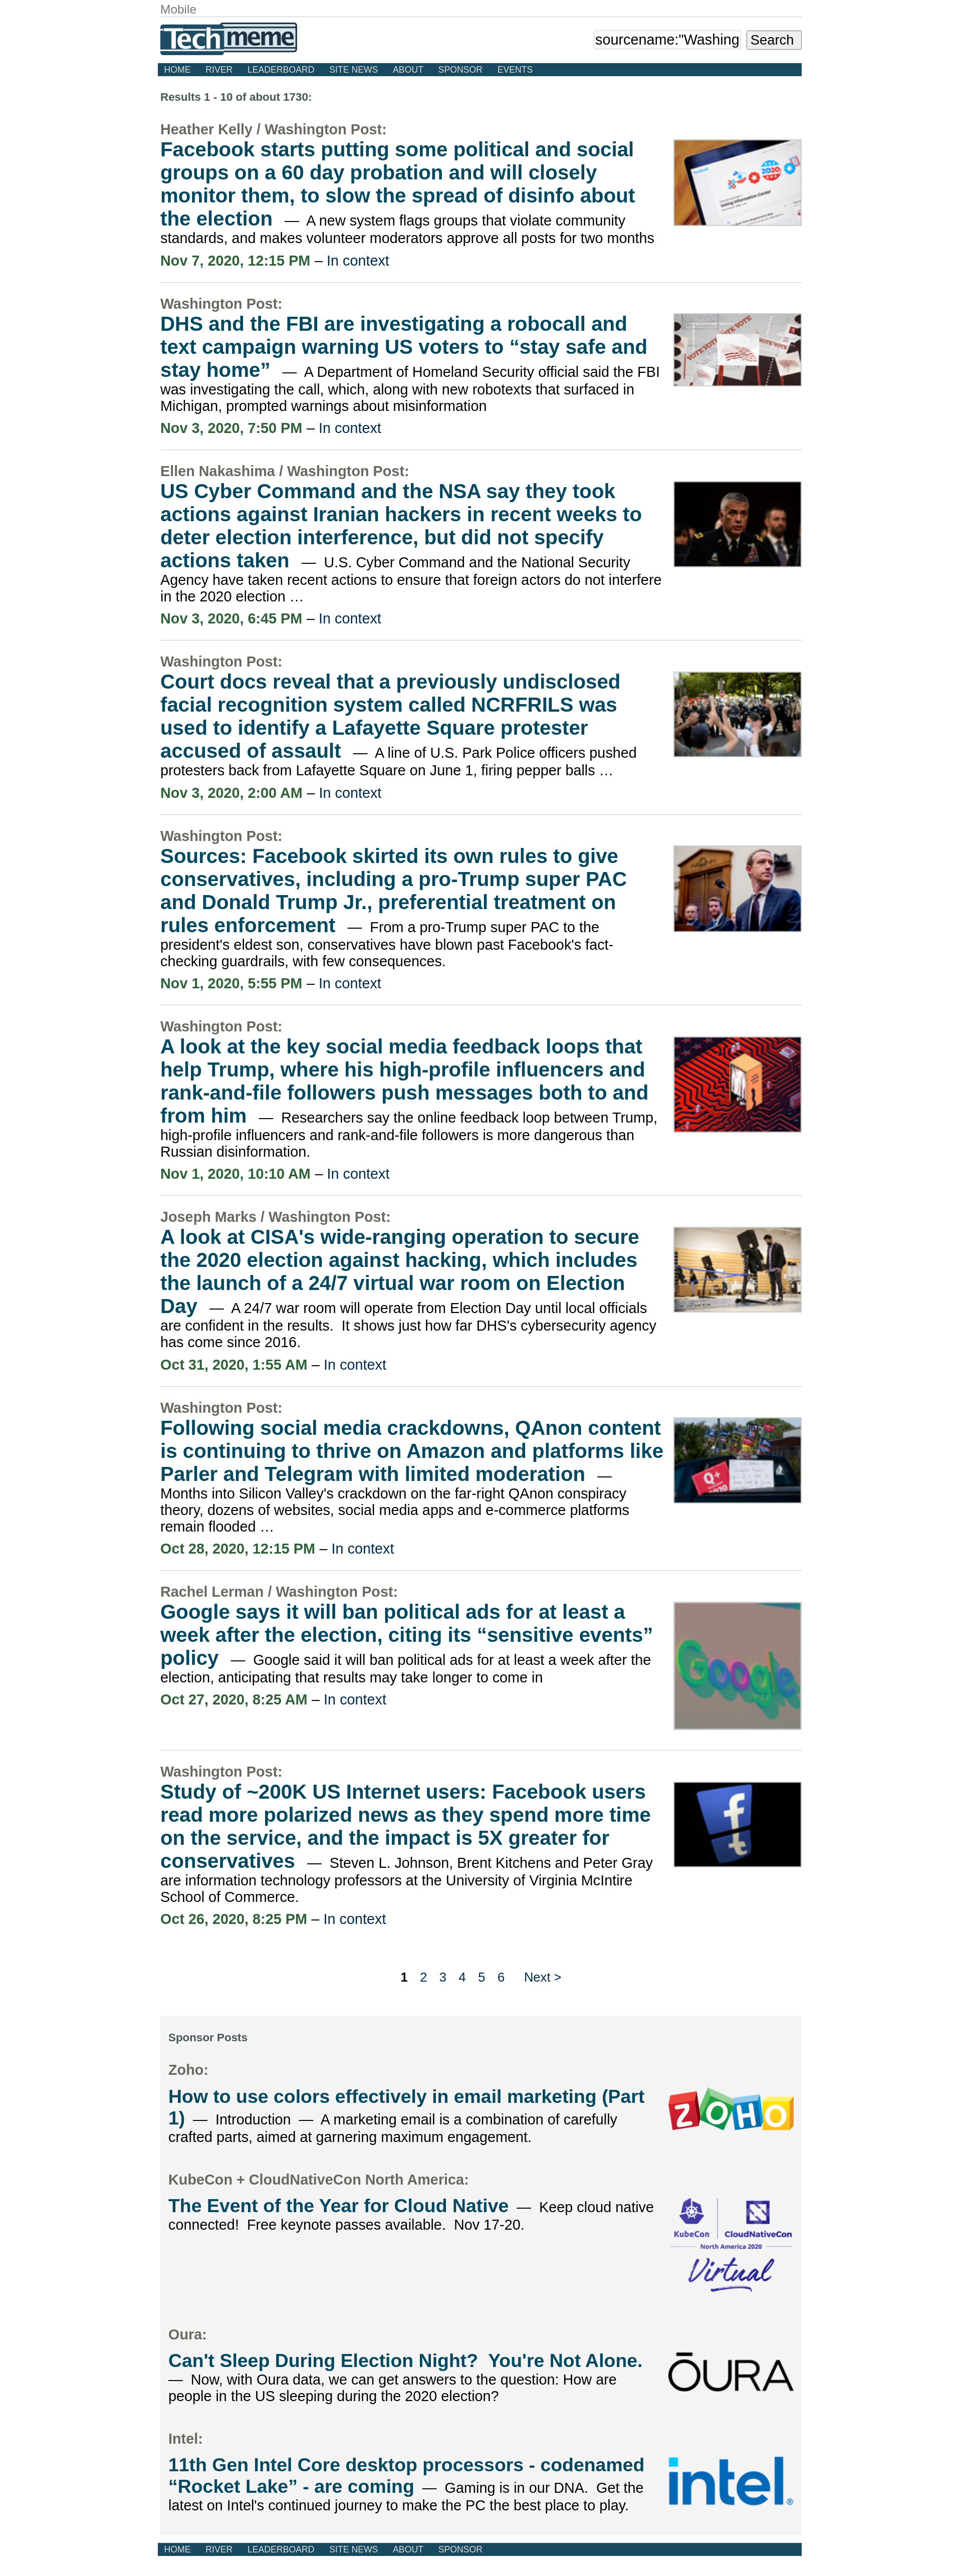 Mobile
Techmeme
sourcename:"Washing
Search
HOME RIVER LEADERBOARD SITE NEWS ABOUT SPONSOR EVENTS
Results 1 - 10 of about 1730:
Heather Kelly / Washington Post:
Facebook starts putting some political and social
groups on a 60 day probation and will closely
monitor them, to slow the spread of disinfo about
the election — A new system flags groups that violate community
standards, and makes volunteer moderators approve all posts for two months
Nov 7, 2020, 12:15 PM – In context
Washington Post:
DHS and the FBI are investigating a robocall and
text campaign warning US voters to “stay safe and
stay home” — A Department of Homeland Security official said the FBI
was investigating the call, which, along with new robotexts that surfaced in
Michigan, prompted warnings about misinformation
Nov 3, 2020, 7:50 PM – In context
Ellen Nakashima / Washington Post:
US Cyber Command and the NSA say they took
actions against Iranian hackers in recent weeks to
deter election interference, but did not specify
actions taken — U.S. Cyber Command and the National Security
Agency have taken recent actions to ensure that foreign actors do not interfere
in the 2020 election …
Nov 3, 2020, 6:45 PM – In context
Washington Post:
Court docs reveal that a previously undisclosed
facial recognition system called NCRFRILS was
used to identify a Lafayette Square protester
accused of assault — A line of U.S. Park Police officers pushed
protesters back from Lafayette Square on June 1, firing pepper balls …
Nov 3, 2020, 2:00 AM – In context
Washington Post:
Sources: Facebook skirted its own rules to give
conservatives, including a pro-Trump super PAC
and Donald Trump Jr., preferential treatment on
rules enforcement — From a pro-Trump super PAC to the
president's eldest son, conservatives have blown past Facebook's fact-
checking guardrails, with few consequences.
Nov 1, 2020, 5:55 PM – In context
Washington Post:
A look at the key social media feedback loops that
help Trump, where his high-profile influencers and
rank-and-file followers push messages both to and
from him — Researchers say the online feedback loop between Trump,
high-profile influencers and rank-and-file followers is more dangerous than
Russian disinformation.
Nov 1, 2020, 10:10 AM – In context
Joseph Marks / Washington Post:
A look at CISA's wide-ranging operation to secure
the 2020 election against hacking, which includes
the launch of a 24/7 virtual war room on Election
Day — A 24/7 war room will operate from Election Day until local officials
are confident in the results. It shows just how far DHS's cybersecurity agency
has come since 2016.
Oct 31, 2020, 1:55 AM – In context
Washington Post:
Following social media crackdowns, QAnon content
is continuing to thrive on Amazon and platforms like
Parler and Telegram with limited moderation —
Months into Silicon Valley's crackdown on the far-right QAnon conspiracy
theory, dozens of websites, social media apps and e-commerce platforms
remain flooded …
Oct 28, 2020, 12:15 PM – In context
Rachel Lerman / Washington Post:
Google says it will ban political ads for at least a
week after the election, citing its “sensitive events”
policy — Google said it will ban political ads for at least a week after the
election, anticipating that results may take longer to come in
Oct 27, 2020, 8:25 AM – In context
Google
Washington Post:
Study of ~200K US Internet users: Facebook users
read more polarized news as they spend more time
on the service, and the impact is 5X greater for
conservatives — Steven L. Johnson, Brent Kitchens and Peter Gray
are information technology professors at the University of Virginia McIntire
School of Commerce.
Oct 26, 2020, 8:25 PM – In context
1 2 3 4 5 6 Next >
Sponsor Posts
Zoho:
How to use colors effectively in email marketing (Part
1) — Introduction — A marketing email is a combination of carefully
crafted parts, aimed at garnering maximum engagement.
ZOHO
KubeCon + CloudNativeCon North America:
The Event of the Year for Cloud Native — Keep cloud native
connected! Free keynote passes available. Nov 17-20.
KubeCon CloudNativeCon
North America 2020
Virtual
Oura:
Can't Sleep During Election Night? You're Not Alone.
— Now, with Oura data, we can get answers to the question: How are
people in the US sleeping during the 2020 election?
ŌURA
Intel:
11th Gen Intel Core desktop processors - codenamed
“Rocket Lake” - are coming — Gaming is in our DNA. Get the
latest on Intel's continued journey to make the PC the best place to play.
intel®
HOME RIVER LEADERBOARD SITE NEWS ABOUT SPONSOR